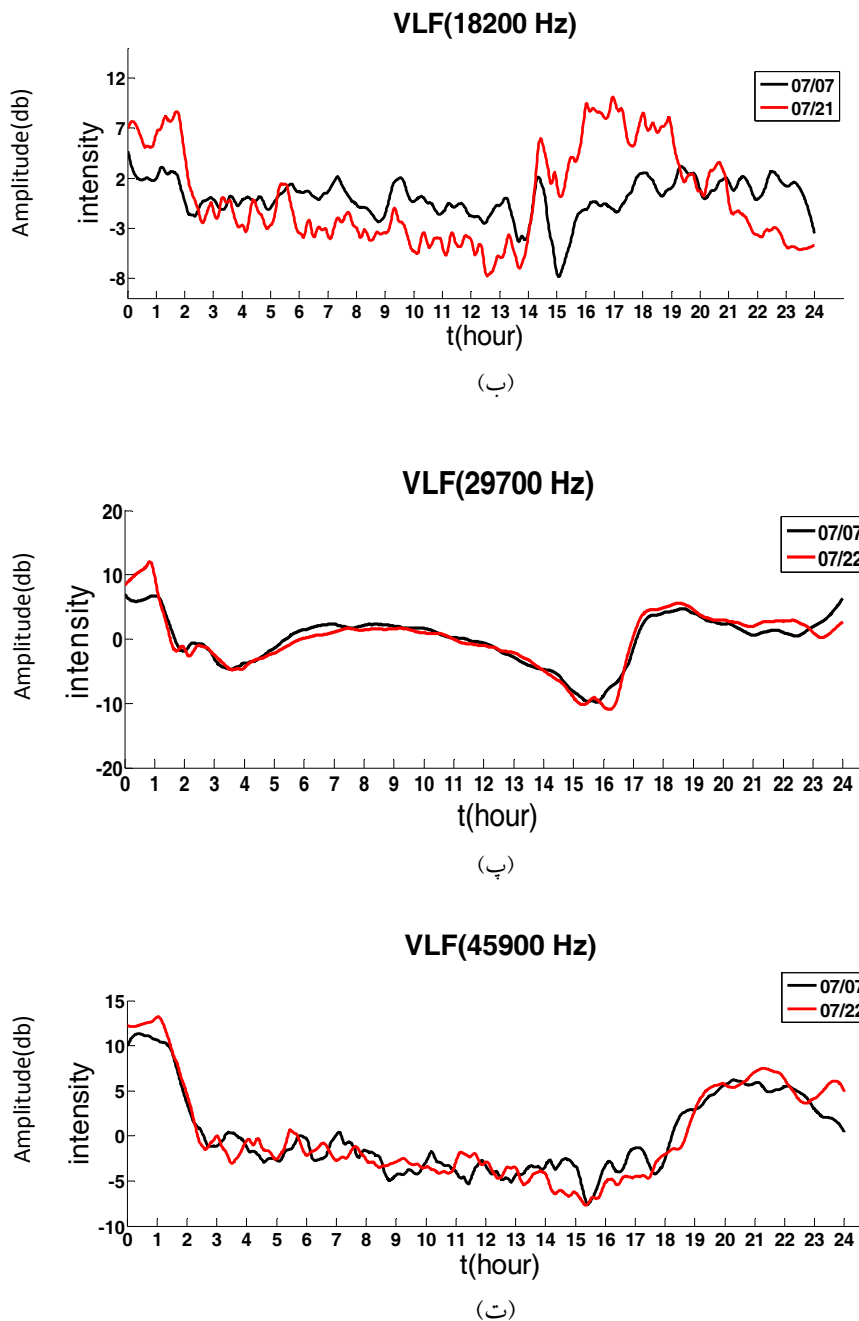 VLF(18200 Hz)
Amplitude(db)
intensity
12
7
2
-3
-8
07/07
07/21
0 1 2 3 4 5 6 7 8 9 10 11 12 13 14 15 16 17 18 19 20 21 22 23 24
t(hour)
(ب)
VLF(29700 Hz)
Amplitude(db)
intensity
20
10
0
-10
-20
07/07
07/22
0 1 2 3 4 5 6 7 8 9 10 11 12 13 14 15 16 17 18 19 20 21 22 23 24
t(hour)
(پ)
VLF(45900 Hz)
Amplitude(db)
intensity
15
10
5
0
-5
-10
07/07
07/22
0 1 2 3 4 5 6 7 8 9 10 11 12 13 14 15 16 17 18 19 20 21 22 23 24
t(hour)
(ت)